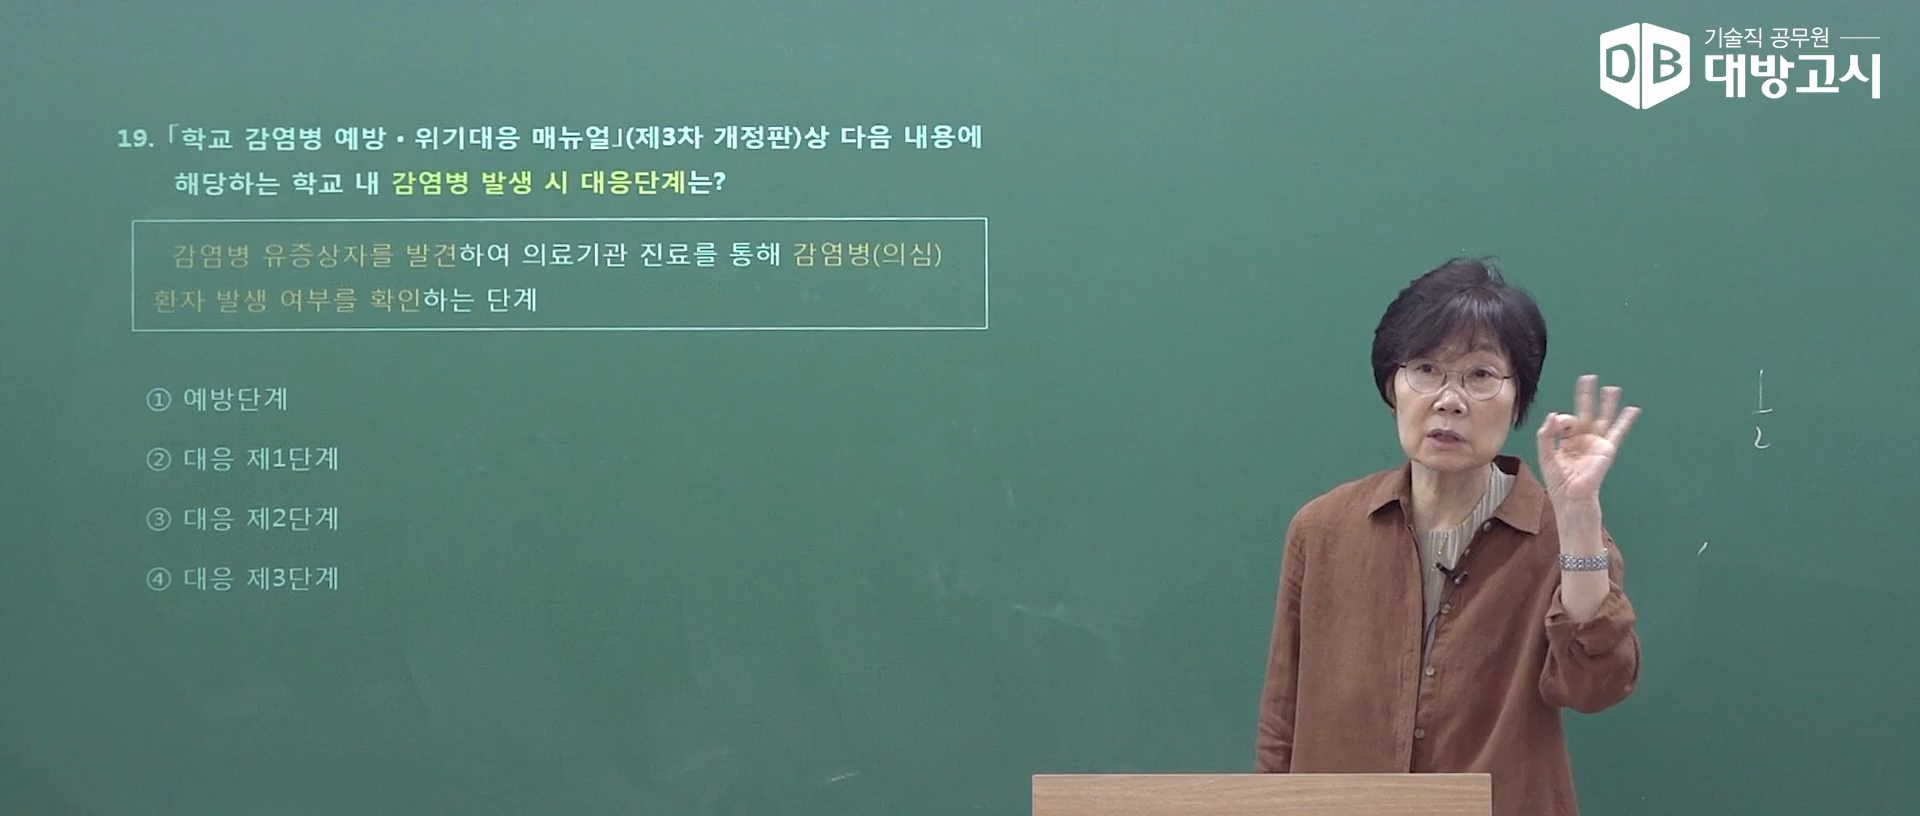 기술직 공무원
DB 대방고시
19. 「학교 감염병 예방・위기대응 매뉴얼」(제3차 개정판)상 다음 내용에
해당하는 학교 내 감염병 발생 시 대응단계는?
감염병 유증상자를 발견하여 의료기관 진료를 통해 감염병(의심)
환자 발생 여부를 확인하는 단계
① 예방단계
② 대응 제1단계
③ 대응 제2단계
④ 대응 제3단계
1
2